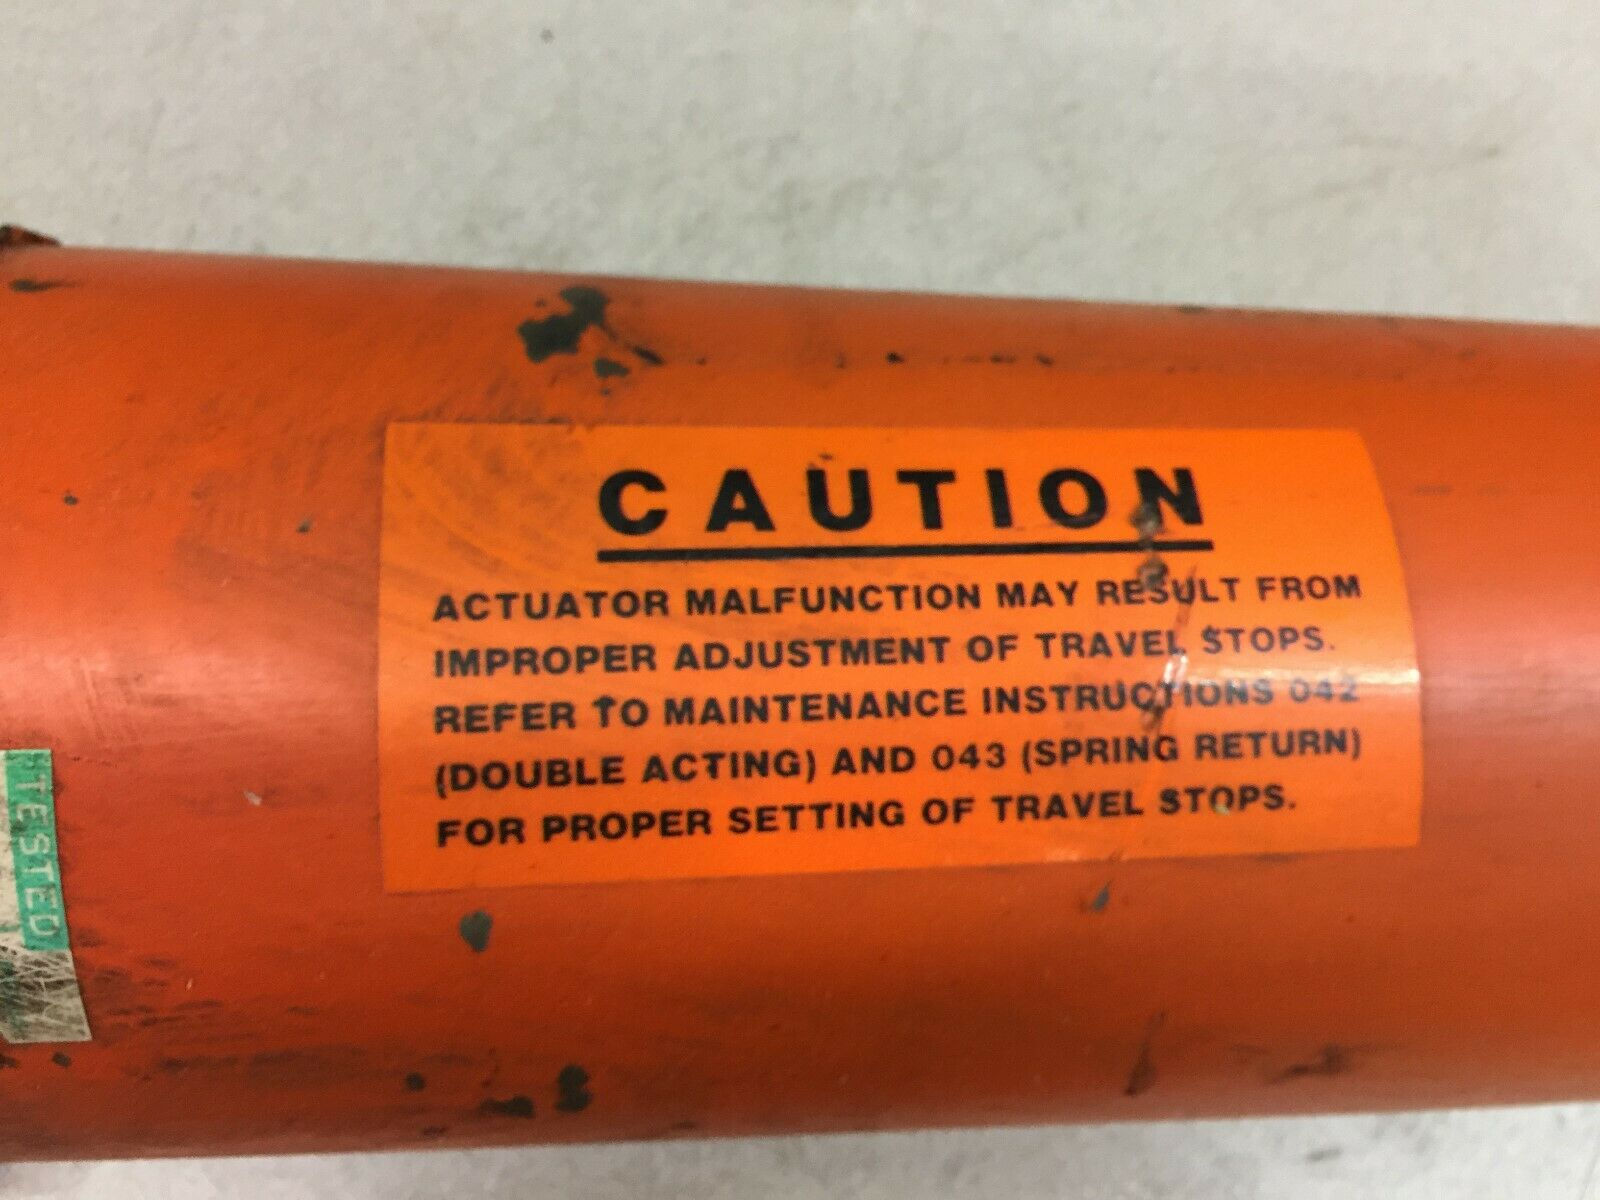 CAUTION
ACTUATOR MALFUNCTION MAY RESULT FROM
IMPROPER ADJUSTMENT OF TRAVEL STOPS.
REFER TO MAINTENANCE INSTRUCTIONS 042
(DOUBLE ACTING) AND 043 (SPRING RETURN)
FOR PROPER SETTING OF TRAVEL STOPS.
TESTED